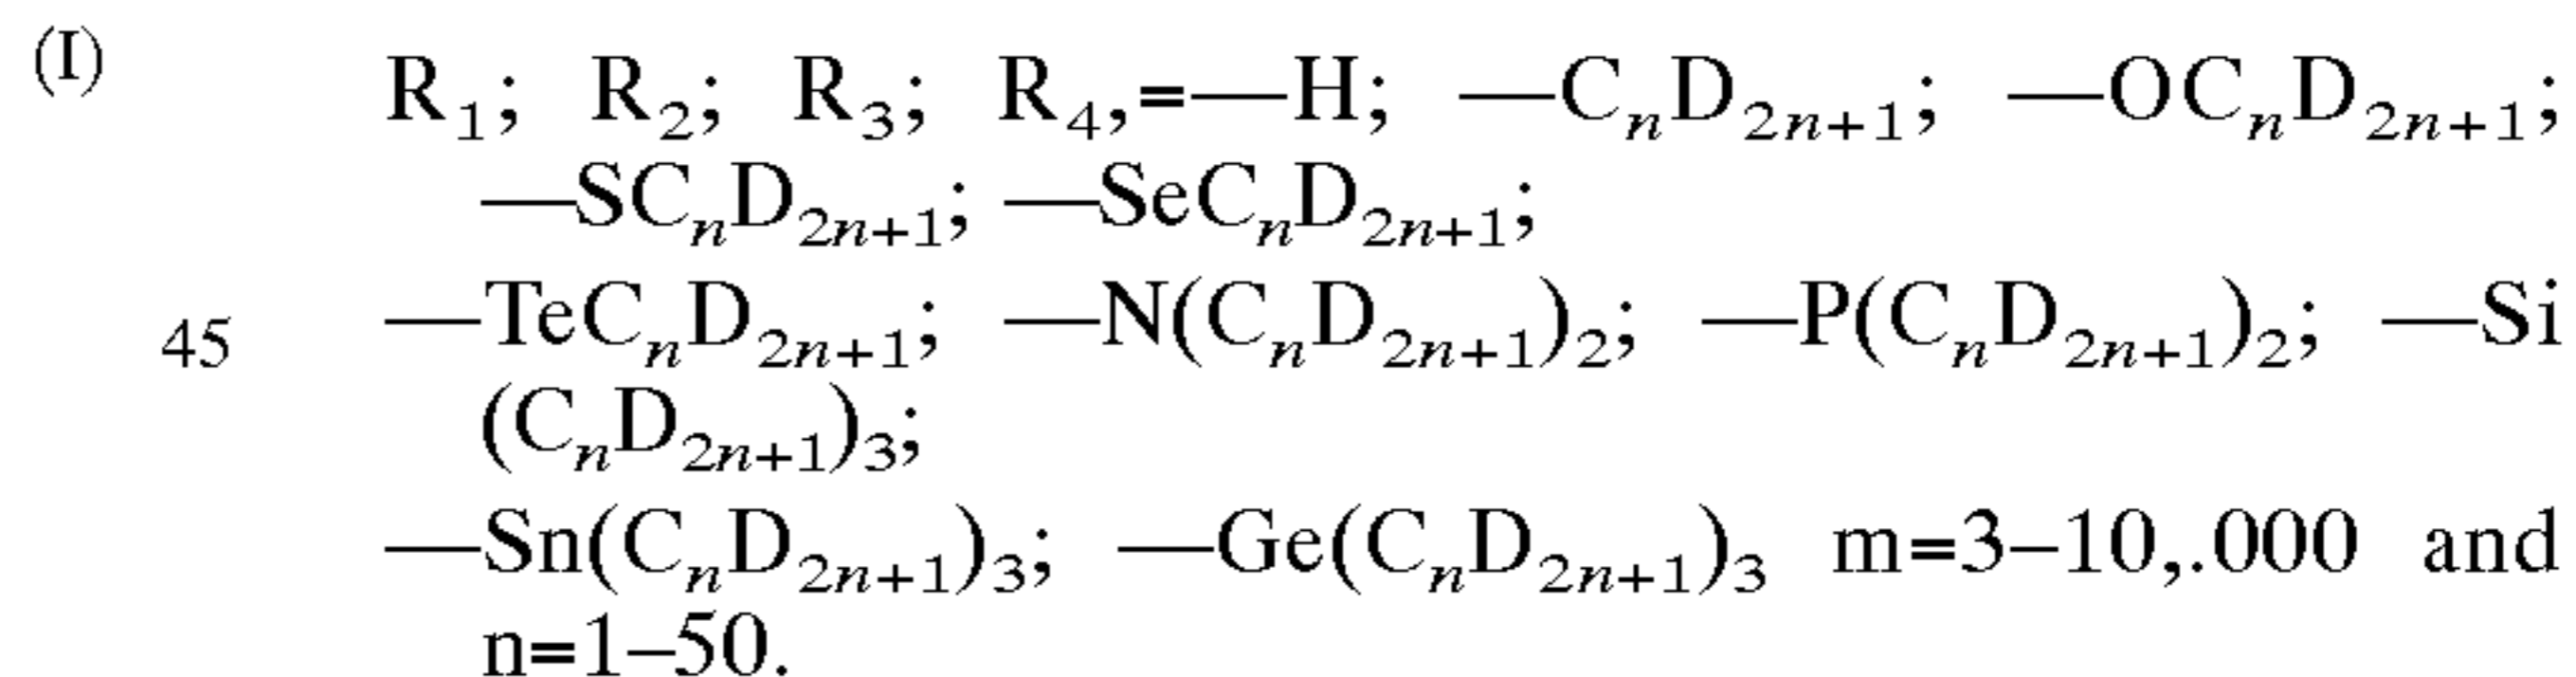 (I) R₁; R₂; R₃; R₄,=—H; —CₙD₂ₙ₊₁; —OCₙD₂ₙ₊₁;
—SCₙD₂ₙ₊₁; —SeCₙD₂ₙ₊₁;
45 —TeCₙD₂ₙ₊₁; —N(CₙD₂ₙ₊₁)₂; —P(CₙD₂ₙ₊₁)₂; —Si
(CₙD₂ₙ₊₁)₃;
—Sn(CₙD₂ₙ₊₁)₃; —Ge(CₙD₂ₙ₊₁)₃ m=3–10,.000 and
n=1–50.